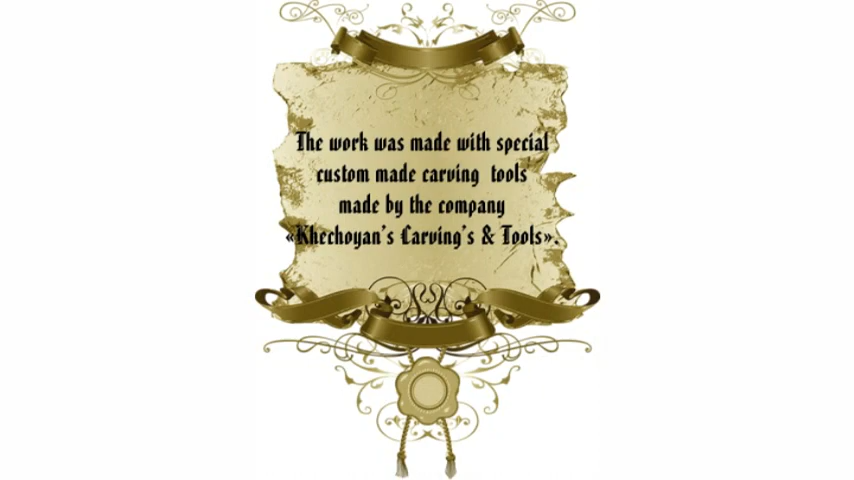 The work was made with special
custom made carving tools
made by the company
«Khechoyan's Carving's & Tools».